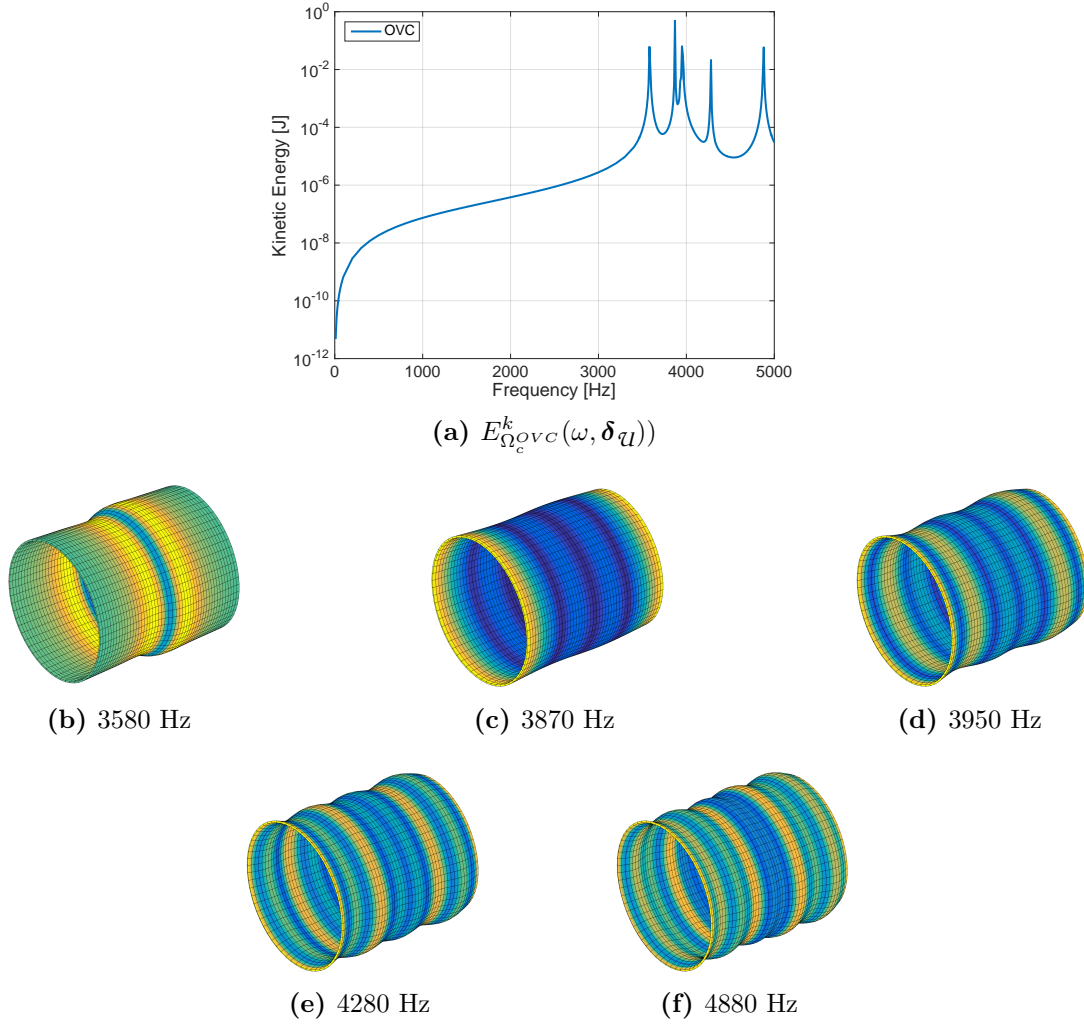 10^0
OVC
10^-2
10^-4
Kinetic Energy [J]
10^-6
10^-8
10^-10
10^-12
0 1000 2000 3000 4000 5000
Frequency [Hz]
(a) E^k_{Ω_c^{OVC}}(ω, δ_𝒰))
(b) 3580 Hz
(c) 3870 Hz
(d) 3950 Hz
(e) 4280 Hz
(f) 4880 Hz